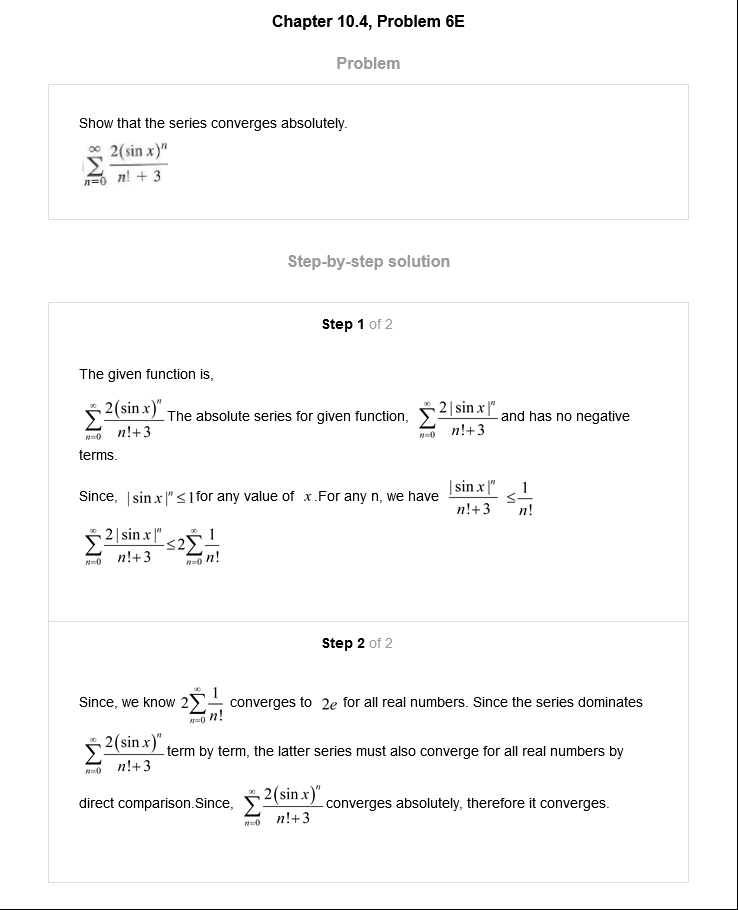 Chapter 10.4, Problem 6E
Problem
Show that the series converges absolutely.
$\sum_{n=0}^{\infty} \frac{2(\sin x)^n}{n! + 3}$
Step-by-step solution
Step 1 of 2
The given function is,
$\sum_{n=0}^{\infty} \frac{2(\sin x)^n}{n!+3}$ The absolute series for given function, $\sum_{n=0}^{\infty} \frac{2|\sin x|^n}{n!+3}$ and has no negative
terms.
Since, $|\sin x|^n \leq 1$ for any value of $x$.For any n, we have $\frac{|\sin x|^n}{n!+3} \leq \frac{1}{n!}$
$\sum_{n=0}^{\infty} \frac{2|\sin x|^n}{n!+3} \leq 2\sum_{n=0}^{\infty} \frac{1}{n!}$
Step 2 of 2
Since, we know $2\sum_{n=0}^{\infty} \frac{1}{n!}$ converges to $2e$ for all real numbers. Since the series dominates
$\sum_{n=0}^{\infty} \frac{2(\sin x)^n}{n!+3}$ term by term, the latter series must also converge for all real numbers by
direct comparison.Since, $\sum_{n=0}^{\infty} \frac{2(\sin x)^n}{n!+3}$ converges absolutely, therefore it converges.